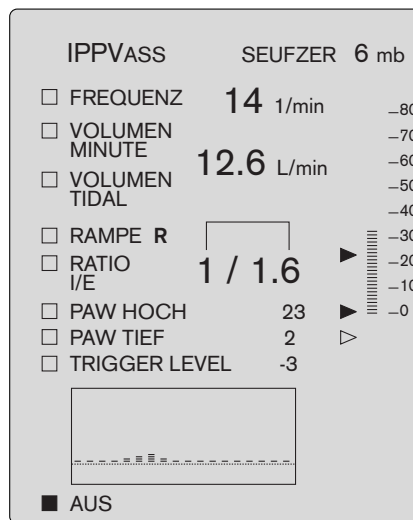 IPPVASS SEUFZER 6 mb
FREQUENZ 14 1/min
VOLUMEN
MINUTE
12.6 L/min
VOLUMEN
TIDAL
RAMPE R
RATIO
I/E
1 / 1.6
PAW HOCH 23
PAW TIEF 2
TRIGGER LEVEL -3
AUS
–80
–70
–60
–50
–40
–30
–20
–10
–0